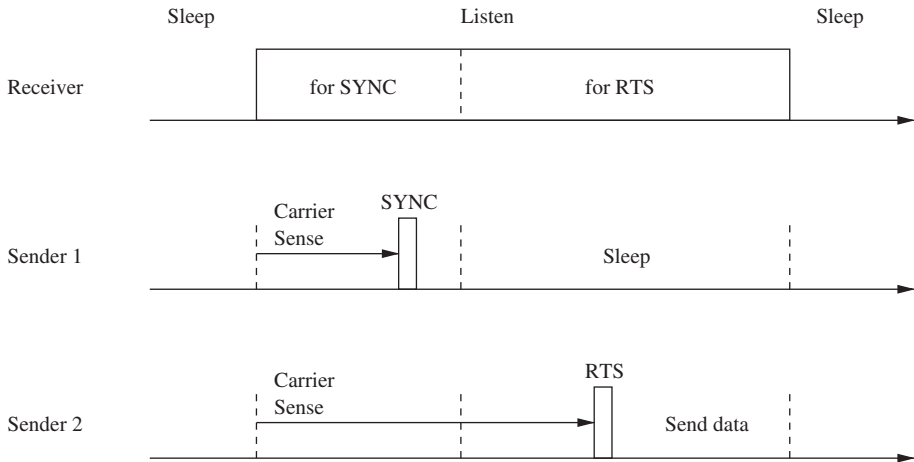 Sleep Listen Sleep
Receiver for SYNC for RTS
SYNC
Carrier
Sense
Sender 1 Sleep
RTS
Carrier
Sense
Sender 2 Send data